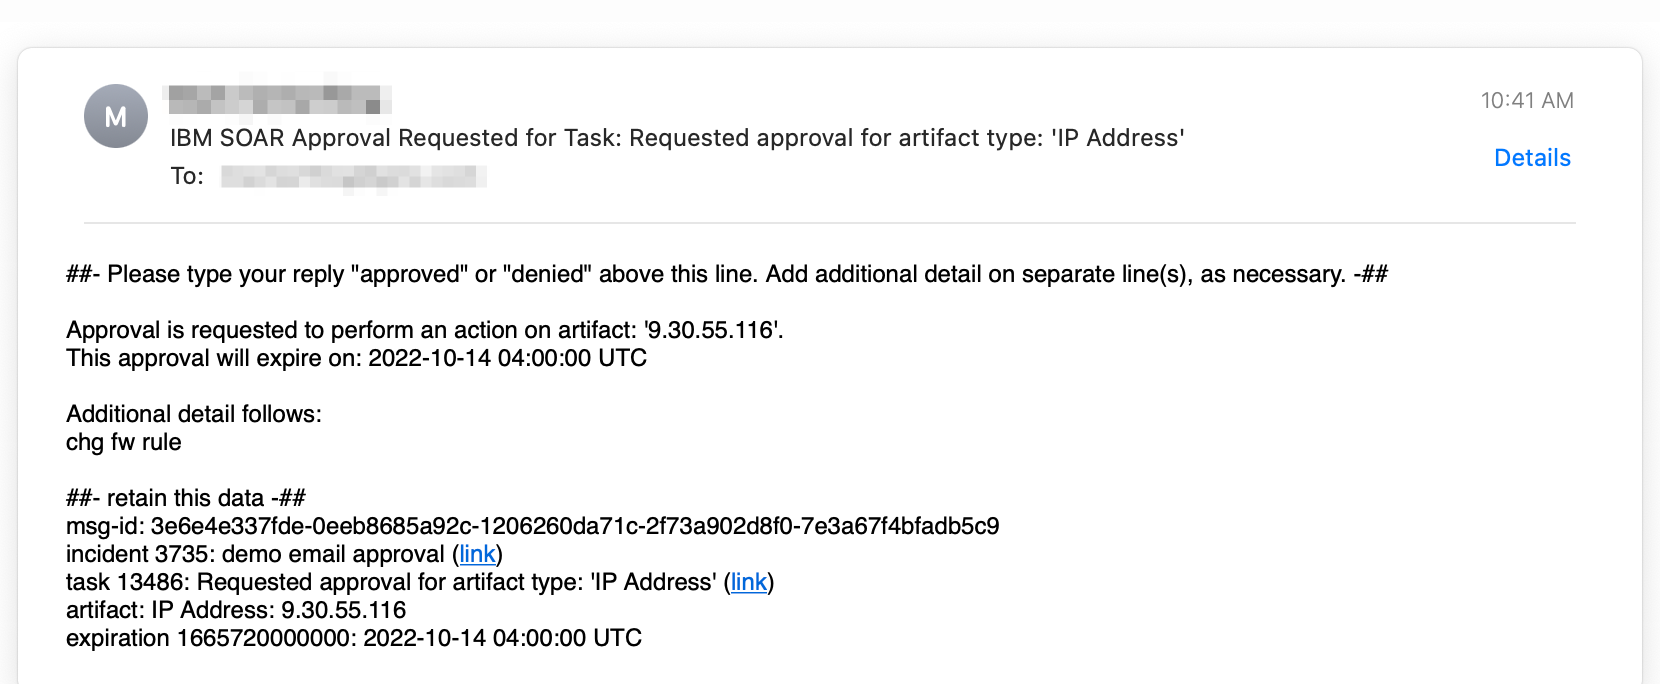 M
10:41 AM
IBM SOAR Approval Requested for Task: Requested approval for artifact type: 'IP Address'
Details
To:
##- Please type your reply "approved" or "denied" above this line. Add additional detail on separate line(s), as necessary. -##
Approval is requested to perform an action on artifact: '9.30.55.116'.
This approval will expire on: 2022-10-14 04:00:00 UTC
Additional detail follows:
chg fw rule
##- retain this data -##
msg-id: 3e6e4e337fde-0eeb8685a92c-1206260da71c-2f73a902d8f0-7e3a67f4bfadb5c9
incident 3735: demo email approval (link)
task 13486: Requested approval for artifact type: 'IP Address' (link)
artifact: IP Address: 9.30.55.116
expiration 1665720000000: 2022-10-14 04:00:00 UTC